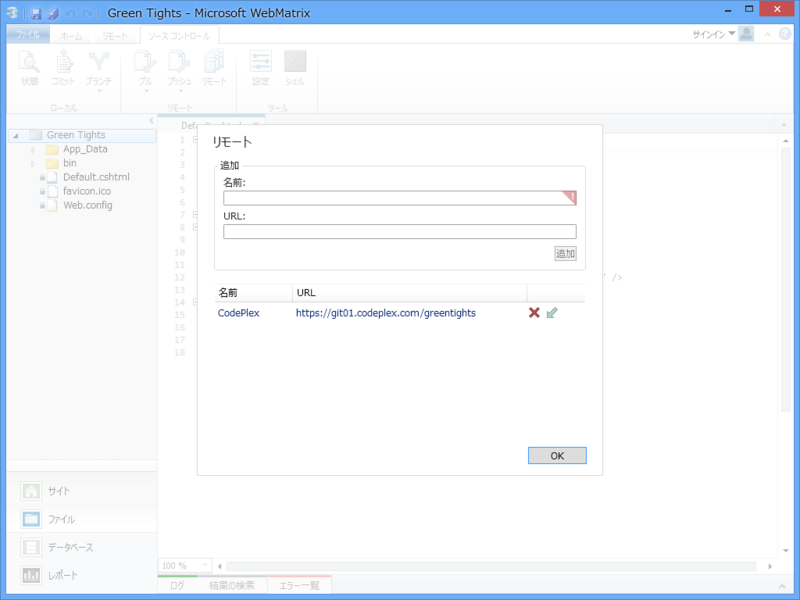 Green Tights - Microsoft WebMatrix
ファイル ホーム リモート ソース コントロール サインイン
状態 コミット ブランチ プル プッシュ リモート 設定 シェル
ローカル リモート ツール
Green Tights
App_Data
bin
Default.cshtml
favicon.ico
Web.config
サイト
ファイル
データベース
レポート
1
2
3
4
5
6
7
8
9
10
11
12
13
14
15
16
17
18
" />
リモート
追加
名前:
URL:
追加
名前 URL
CodePlex https://git01.codeplex.com/greentights
OK
100 %
ログ 結果の検索 エラー一覧